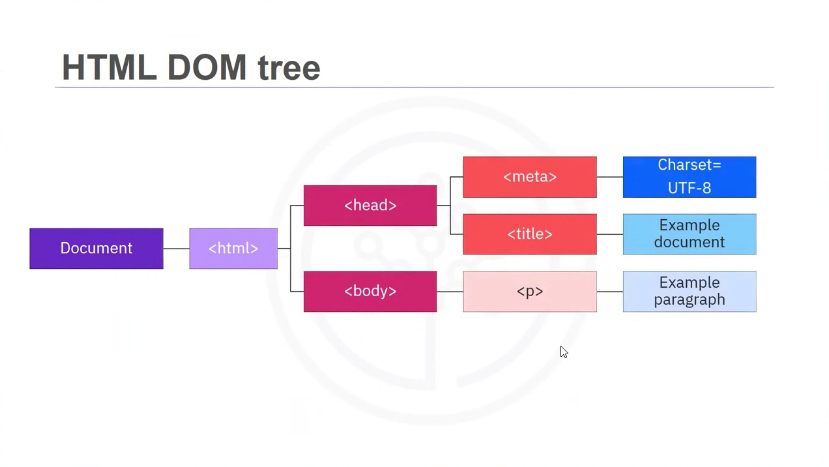 HTML DOM tree
Document
<html>
<head>
<body>
<meta>
<title>
<p>
Charset=
UTF-8
Example
document
Example
paragraph